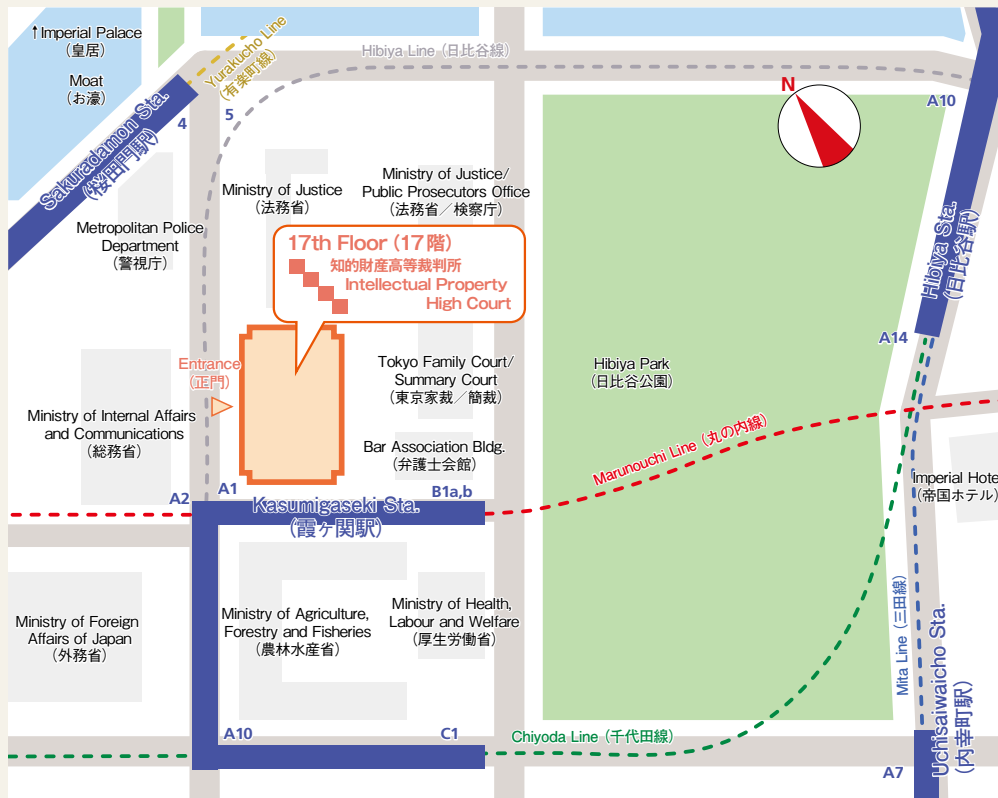 ↑Imperial Palace
（皇居）
Moat
（お濠）
Yurakucho Line
（有楽町線）
Hibiya Line（日比谷線）
N
A10
4
5
Sakuradamon Sta.
（桜田門駅）
Ministry of Justice
（法務省）
Ministry of Justice/
Public Prosecutors Office
（法務省／検察庁）
Metropolitan Police
Department
（警視庁）
17th Floor（17階）
知的財産高等裁判所
Intellectual Property
High Court
Hibiya Sta.
（日比谷駅）
A14
Entrance
（正門）
Tokyo Family Court/
Summary Court
（東京家裁／簡裁）
Hibiya Park
（日比谷公園）
Ministry of Internal Affairs
and Communications
（総務省）
Bar Association Bldg.
（弁護士会館）
Marunouchi Line（丸の内線）
Imperial Hote
（帝国ホテル）
A2
A1
B1a,b
Kasumigaseki Sta.
（霞ヶ関駅）
Ministry of Foreign
Affairs of Japan
（外務省）
Ministry of Agriculture,
Forestry and Fisheries
（農林水産省）
Ministry of Health,
Labour and Welfare
（厚生労働省）
Mita Line（三田線）
Uchisaiwaicho Sta.
（内幸町駅）
A10
C1
Chiyoda Line（千代田線）
A7